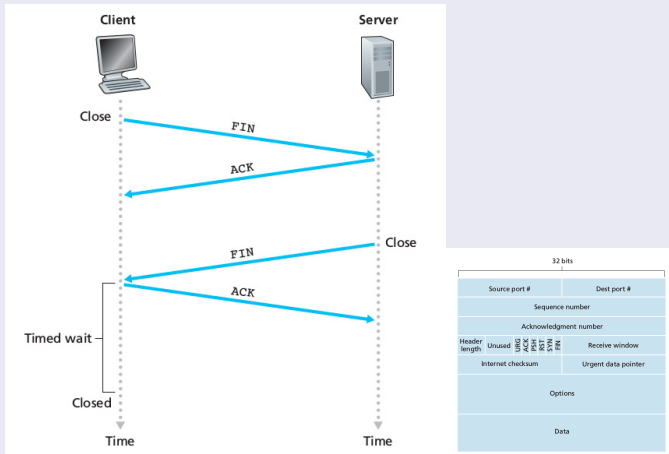 Client
Server
Close
FIN
ACK
Close
FIN
ACK
Timed wait
Closed
Time
Time
32 bits
Source port #
Dest port #
Sequence number
Acknowledgment number
Header
length
Unused
URG
ACK
PSH
RST
SYN
FIN
Receive window
Internet checksum
Urgent data pointer
Options
Data